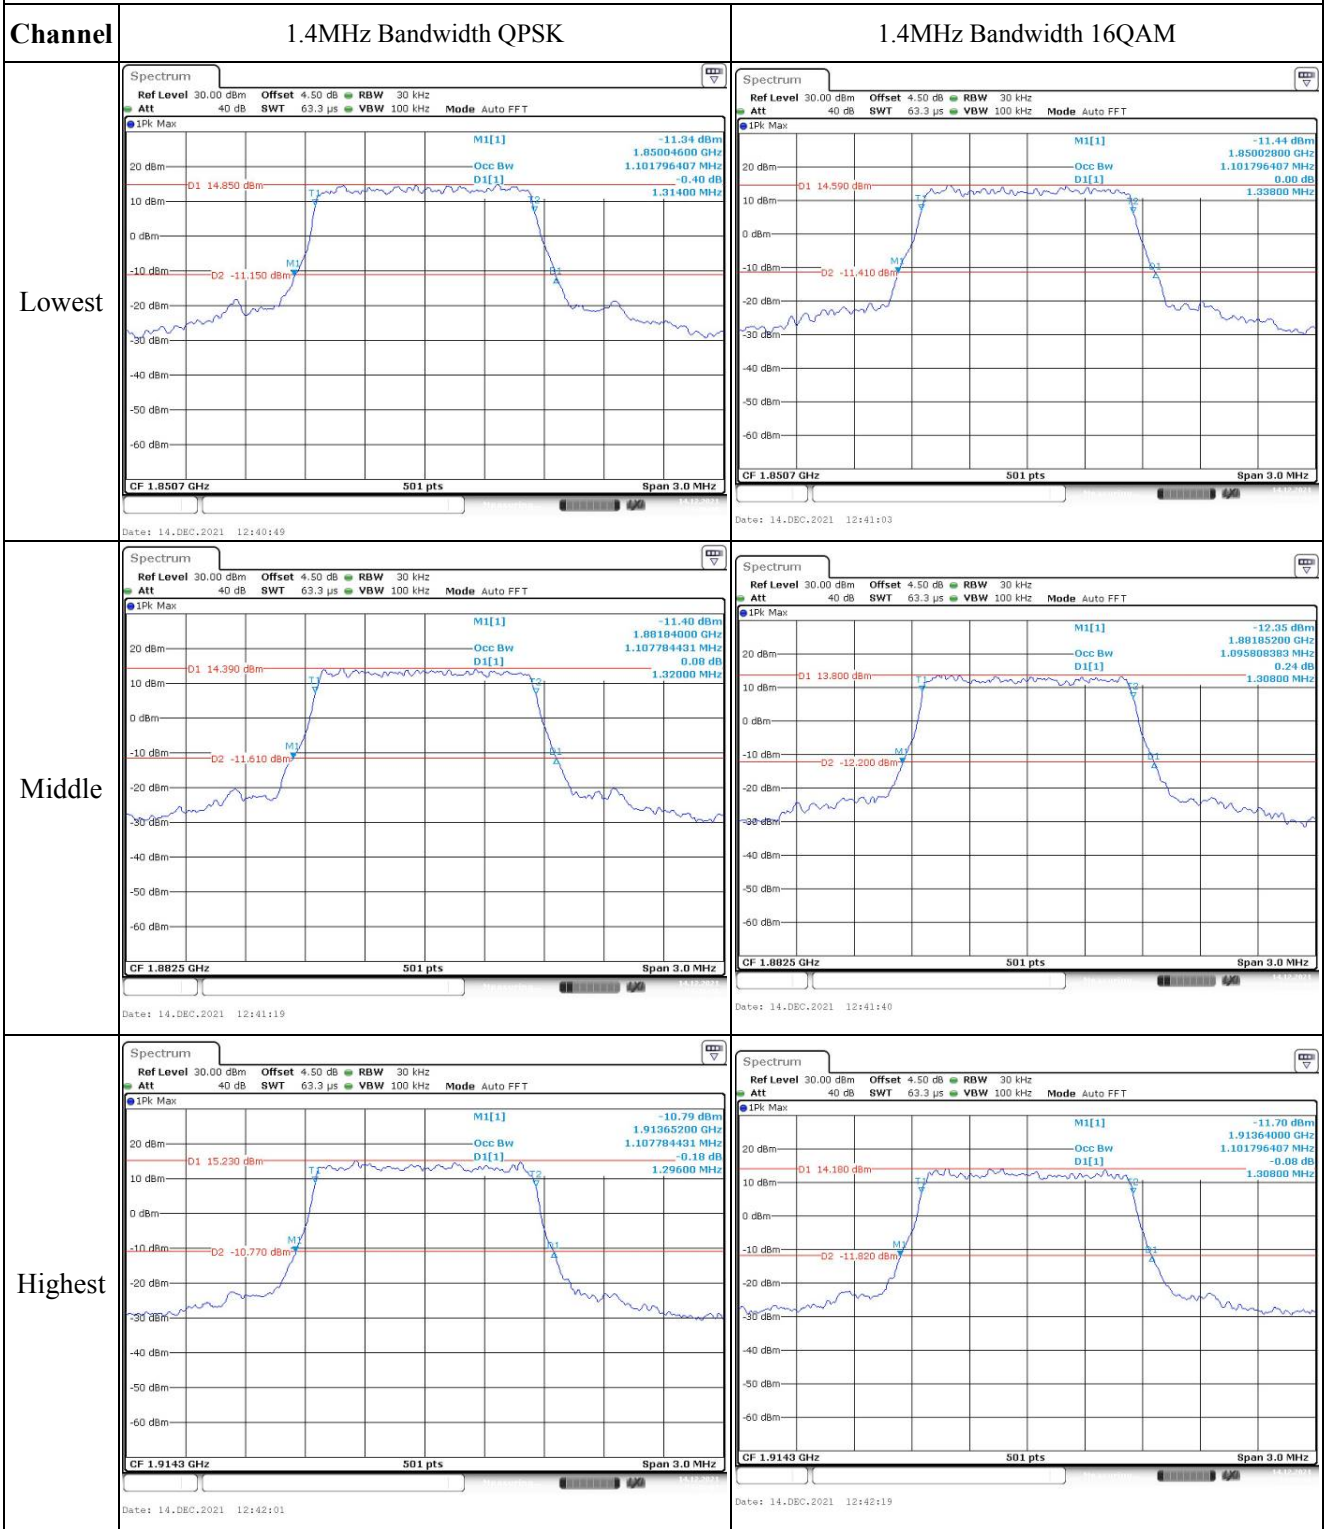 Channel 1.4MHz Bandwidth QPSK 1.4MHz Bandwidth 16QAM
Lowest
Spectrum
Ref Level 30.00 dBm Offset 4.50 dB RBW 30 kHz
Att 40 dB SWT 63.3 µs VBW 100 kHz Mode Auto FFT
1Pk Max
M1[1] -11.34 dBm
1.85004600 GHz
Occ Bw 1.101796407 MHz
D1[1] -0.40 dB
1.31400 MHz
20 dBm
D1 14.850 dBm
T1
T2
10 dBm
0 dBm
M1
D1
-10 dBm
D2 -11.150 dBm
-20 dBm
-30 dBm
-40 dBm
-50 dBm
-60 dBm
CF 1.8507 GHz 501 pts Span 3.0 MHz
Date: 14.DEC.2021 12:40:49
Spectrum
Ref Level 30.00 dBm Offset 4.50 dB RBW 30 kHz
Att 40 dB SWT 63.3 µs VBW 100 kHz Mode Auto FFT
1Pk Max
M1[1] -11.44 dBm
1.85002800 GHz
Occ Bw 1.101796407 MHz
D1[1] 0.00 dB
1.33800 MHz
20 dBm
D1 14.590 dBm
T1
T2
10 dBm
0 dBm
M1
D1
-10 dBm
D2 -11.410 dBm
-20 dBm
-30 dBm
-40 dBm
-50 dBm
-60 dBm
CF 1.8507 GHz 501 pts Span 3.0 MHz
Date: 14.DEC.2021 12:41:03
Middle
Spectrum
Ref Level 30.00 dBm Offset 4.50 dB RBW 30 kHz
Att 40 dB SWT 63.3 µs VBW 100 kHz Mode Auto FFT
1Pk Max
M1[1] -11.40 dBm
1.88184000 GHz
Occ Bw 1.107784431 MHz
D1[1] 0.08 dB
1.32000 MHz
20 dBm
D1 14.390 dBm
T1
T2
10 dBm
0 dBm
M1
D1
-10 dBm
D2 -11.610 dBm
-20 dBm
-30 dBm
-40 dBm
-50 dBm
-60 dBm
CF 1.8825 GHz 501 pts Span 3.0 MHz
Date: 14.DEC.2021 12:41:19
Spectrum
Ref Level 30.00 dBm Offset 4.50 dB RBW 30 kHz
Att 40 dB SWT 63.3 µs VBW 100 kHz Mode Auto FFT
1Pk Max
M1[1] -12.35 dBm
1.88185200 GHz
Occ Bw 1.095808383 MHz
D1[1] 0.24 dB
1.30800 MHz
20 dBm
D1 13.800 dBm
T1
T2
10 dBm
0 dBm
M1
D1
-10 dBm
D2 -12.200 dBm
-20 dBm
-30 dBm
-40 dBm
-50 dBm
-60 dBm
CF 1.8825 GHz 501 pts Span 3.0 MHz
Date: 14.DEC.2021 12:41:40
Highest
Spectrum
Ref Level 30.00 dBm Offset 4.50 dB RBW 30 kHz
Att 40 dB SWT 63.3 µs VBW 100 kHz Mode Auto FFT
1Pk Max
M1[1] -10.79 dBm
1.91365200 GHz
Occ Bw 1.107784431 MHz
D1[1] -0.18 dB
1.29600 MHz
20 dBm
D1 15.230 dBm
T1
T2
10 dBm
0 dBm
M1
D1
-10 dBm
D2 -10.770 dBm
-20 dBm
-30 dBm
-40 dBm
-50 dBm
-60 dBm
CF 1.9143 GHz 501 pts Span 3.0 MHz
Date: 14.DEC.2021 12:42:01
Spectrum
Ref Level 30.00 dBm Offset 4.50 dB RBW 30 kHz
Att 40 dB SWT 63.3 µs VBW 100 kHz Mode Auto FFT
1Pk Max
M1[1] -11.70 dBm
1.91364000 GHz
Occ Bw 1.101796407 MHz
D1[1] -0.08 dB
1.30800 MHz
20 dBm
D1 14.180 dBm
T1
T2
10 dBm
0 dBm
M1
D1
-10 dBm
D2 -11.820 dBm
-20 dBm
-30 dBm
-40 dBm
-50 dBm
-60 dBm
CF 1.9143 GHz 501 pts Span 3.0 MHz
Date: 14.DEC.2021 12:42:19